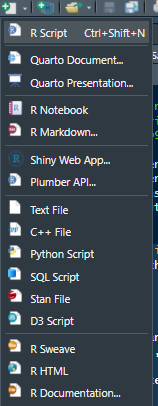 R Script Ctrl+Shift+N
Quarto Document...
Quarto Presentation...
R Notebook
R Markdown...
Shiny Web App...
Plumber API...
Text File
C++ File
Python Script
SQL Script
Stan File
D3 Script
R Sweave
R HTML
R Documentation...